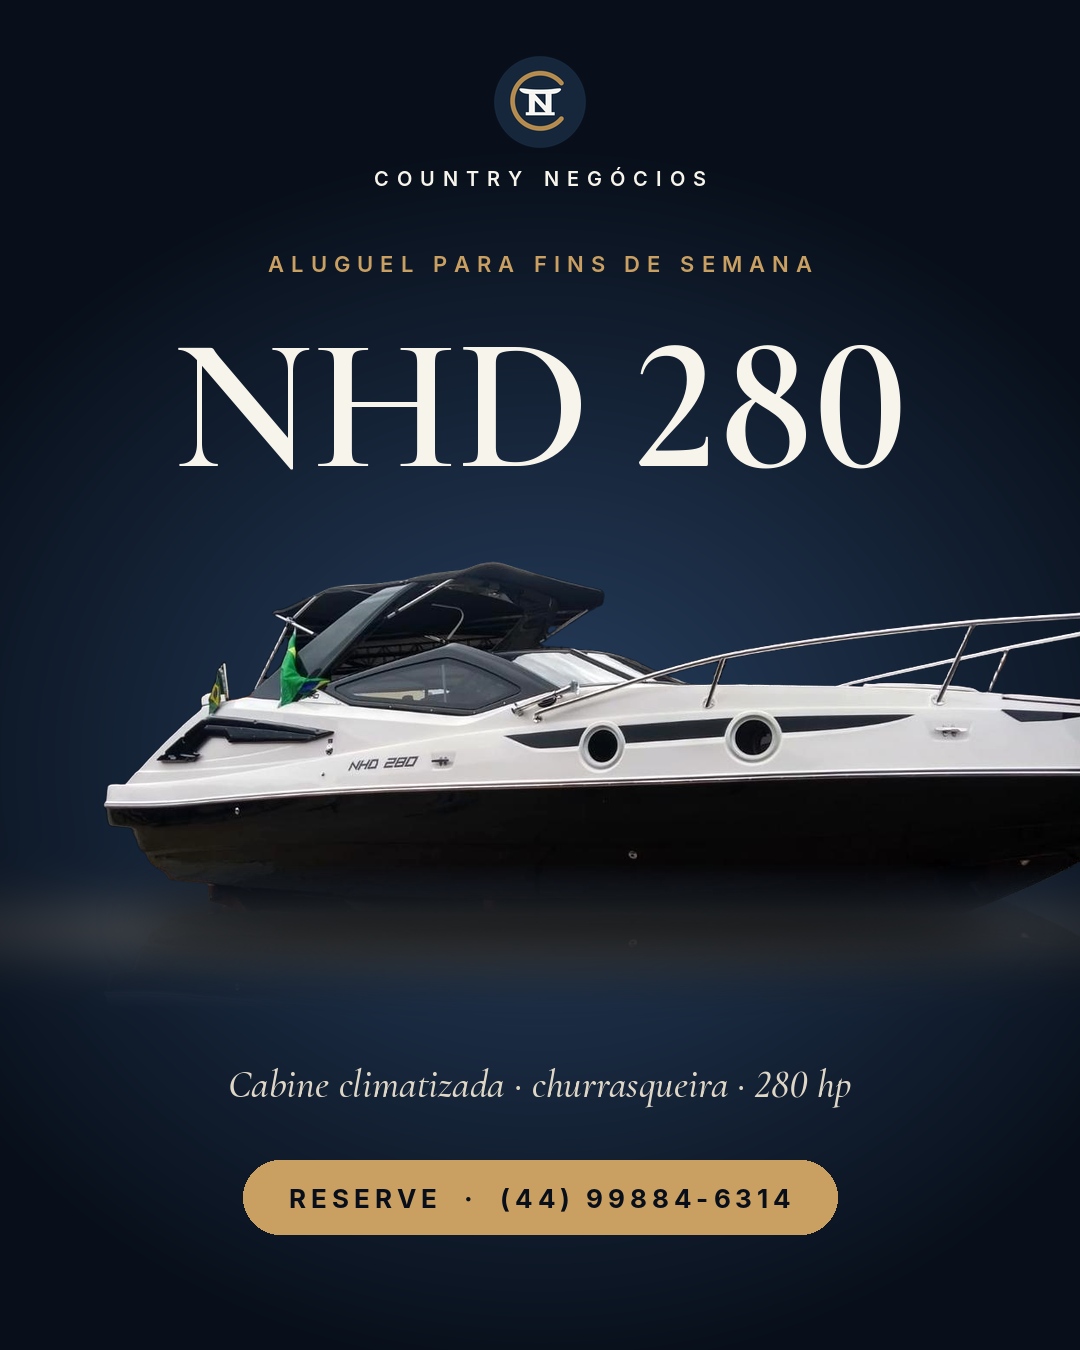 CN
COUNTRY NEGÓCIOS
ALUGUEL PARA FINS DE SEMANA
NHD 280
NHD 280
Cabine climatizada · churrasqueira · 280 hp
RESERVE · (44) 99884-6314